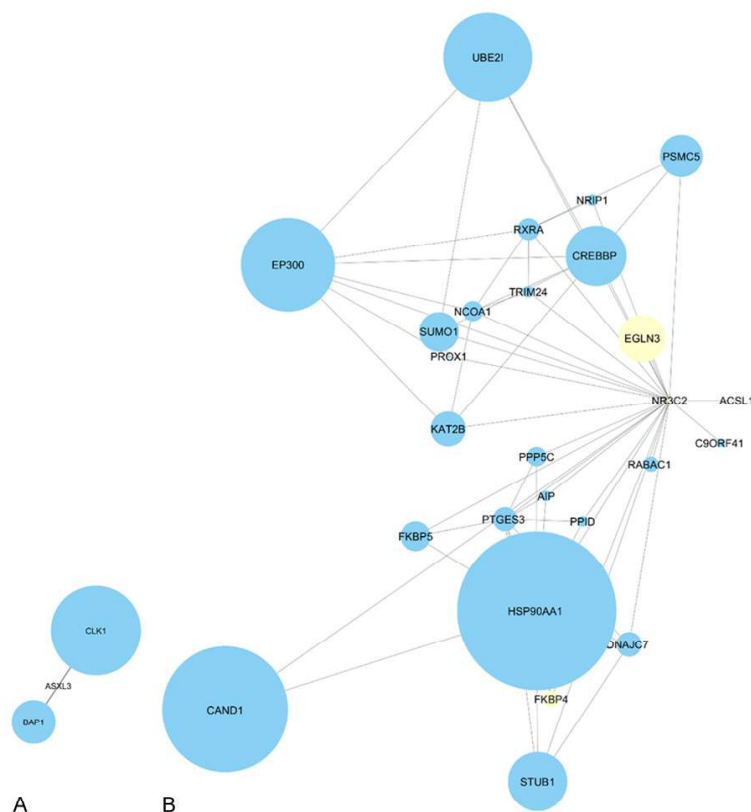 UBE2I
PSMC5
NRIP1
RXRA
CREBBP
EP300
TRIM24
NCOA1
SUMO1
EGLN3
PROX1
NR3C2
ACSL1
KAT2B
C9ORF41
PPP5C
RABAC1
AIP
PTGES3
PPID
FKBP5
HSP90AA1
CLK1
DNAJC7
ASXL3
FKBP4
CAND1
BAP1
STUB1
A
B